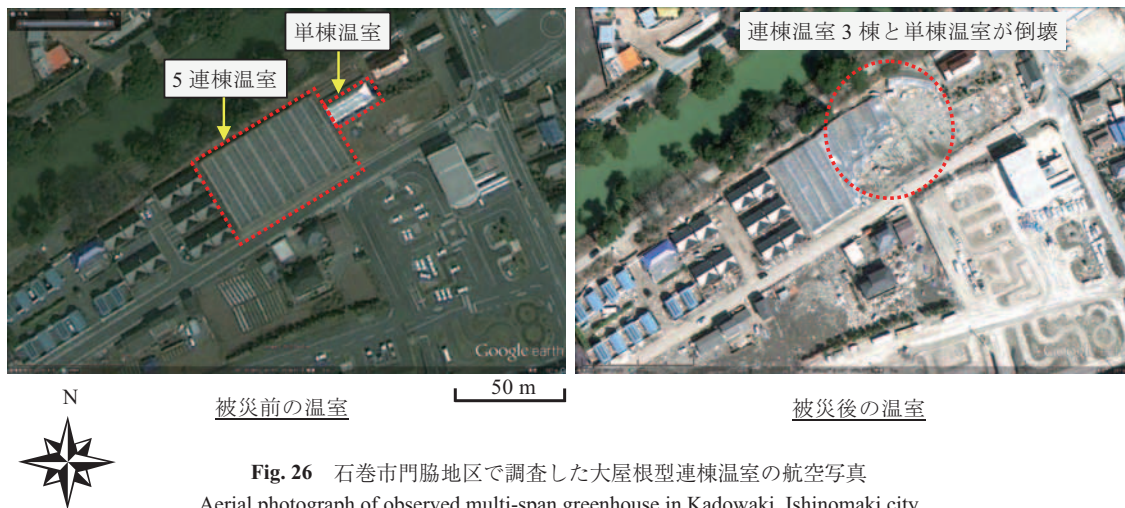 単棟温室
5 連棟温室
連棟温室 3 棟と単棟温室が倒壊
Google earth
N
50 m
被災前の温室
被災後の温室
Fig. 26 石巻市門脇地区で調査した大屋根型連棟温室の航空写真
Aerial photograph of observed multi-span greenhouse in Kadowaki, Ishinomaki city